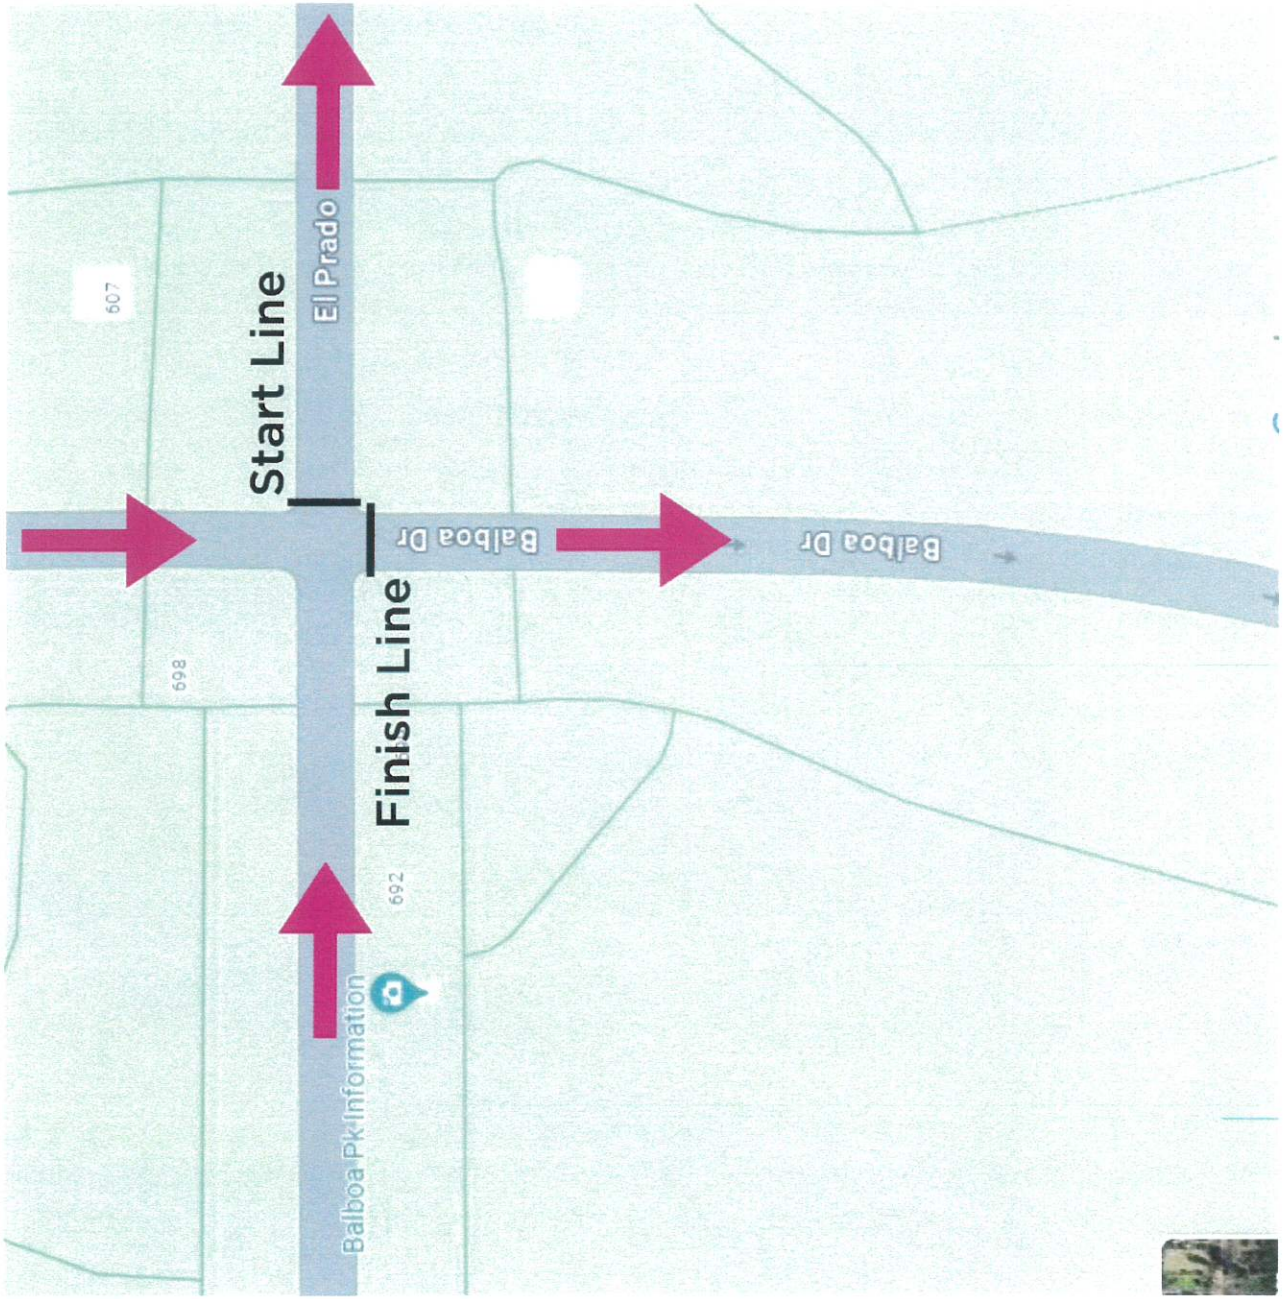 607
Start Line
El Prado
698
Balboa Dr
Balboa Dr
Finish Line
692
Balboa Pk Information